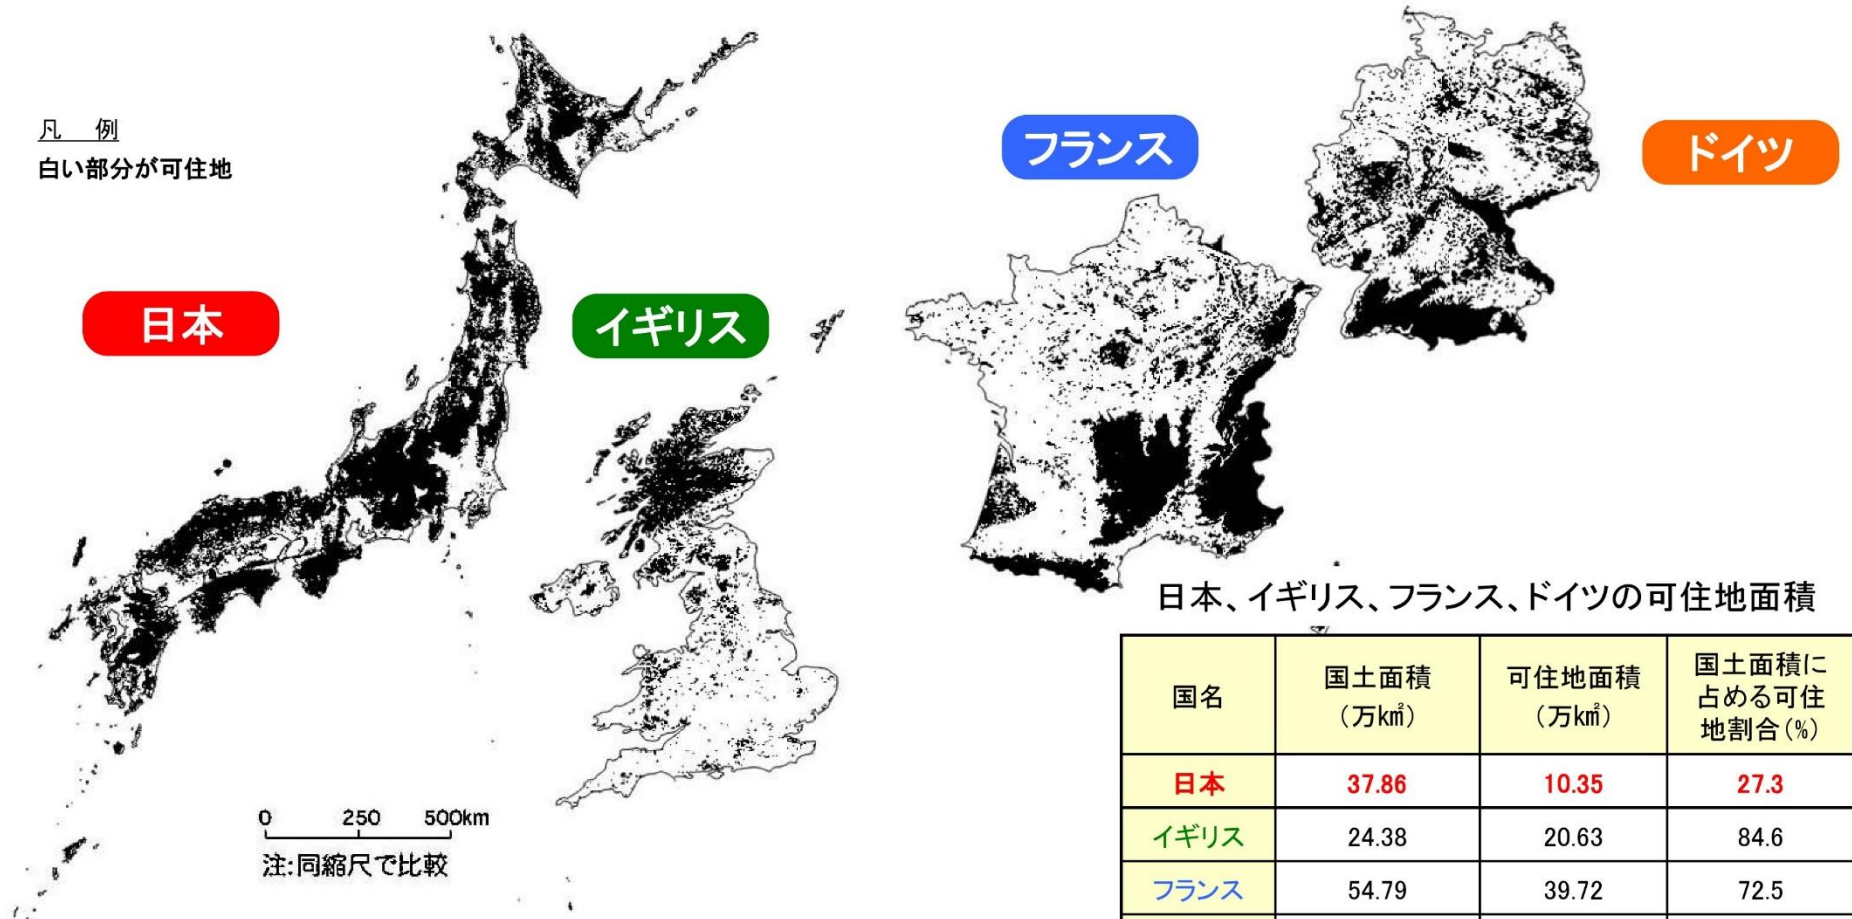 凡　例
白い部分が可住地
日本
イギリス
フランス
ドイツ
0 250 500km
注:同縮尺で比較
日本、イギリス、フランス、ドイツの可住地面積
国名
国土面積
（万k㎡）
可住地面積
（万k㎡）
国土面積に
占める可住
地割合(%)
日本 37.86 10.35 27.3
イギリス 24.38 20.63 84.6
フランス 54.79 39.72 72.5